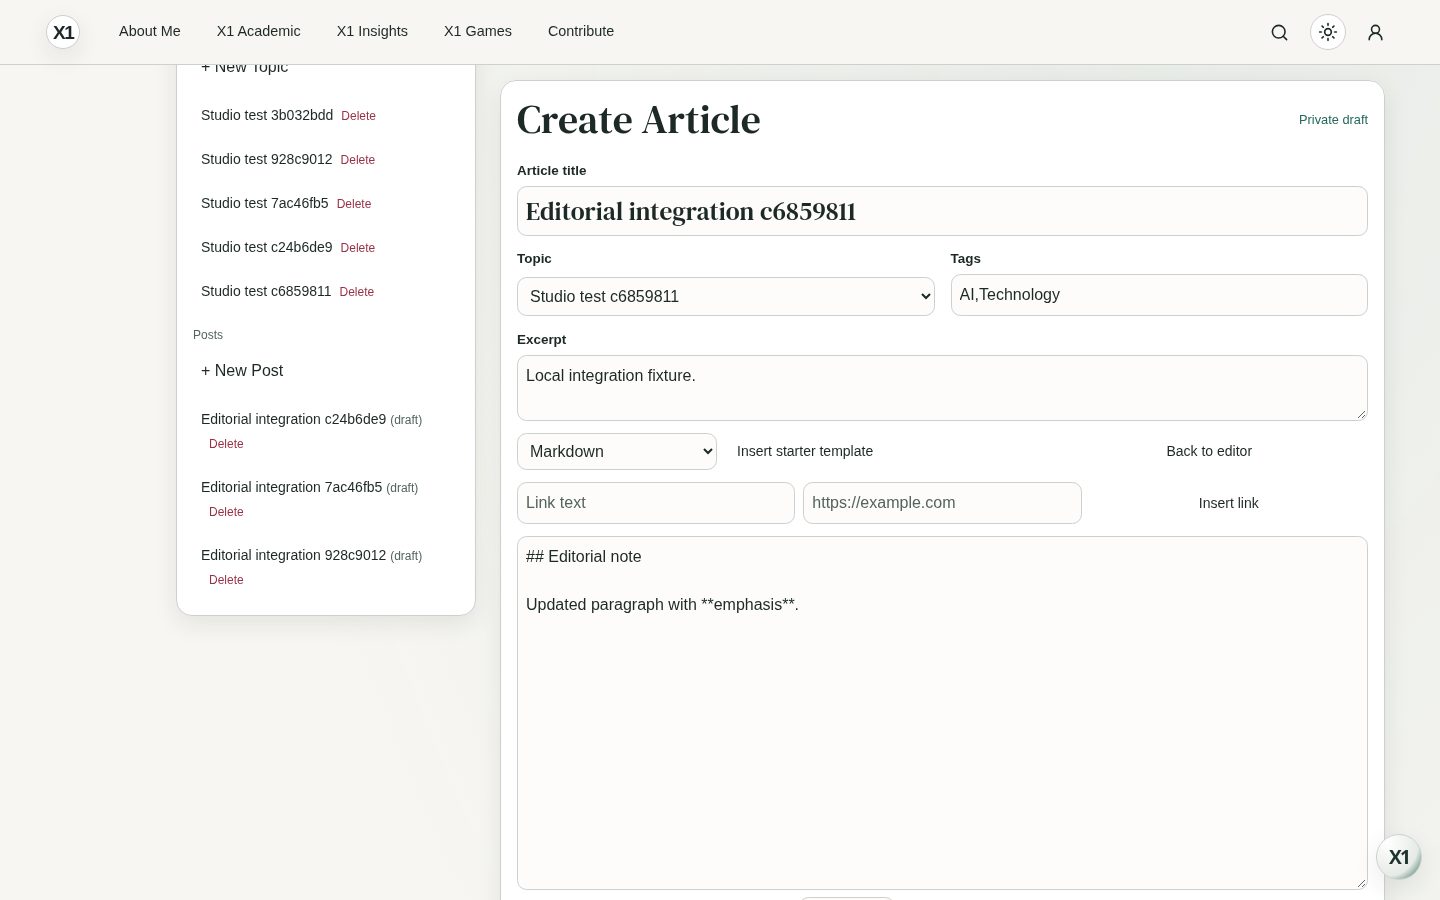 X1 About Me X1 Academic X1 Insights X1 Games Contribute
+ New Topic
Studio test 3b032bdd Delete
Studio test 928c9012 Delete
Studio test 7ac46fb5 Delete
Studio test c24b6de9 Delete
Studio test c6859811 Delete
Posts
+ New Post
Editorial integration c24b6de9 (draft)
Delete
Editorial integration 7ac46fb5 (draft)
Delete
Editorial integration 928c9012 (draft)
Delete
Create Article
Private draft
Article title
Editorial integration c6859811
Topic
Tags
Studio test c6859811
AI,Technology
Excerpt
Local integration fixture.
Markdown
Insert starter template
Back to editor
Link text
https://example.com
Insert link
## Editorial note
Updated paragraph with **emphasis**.
X1